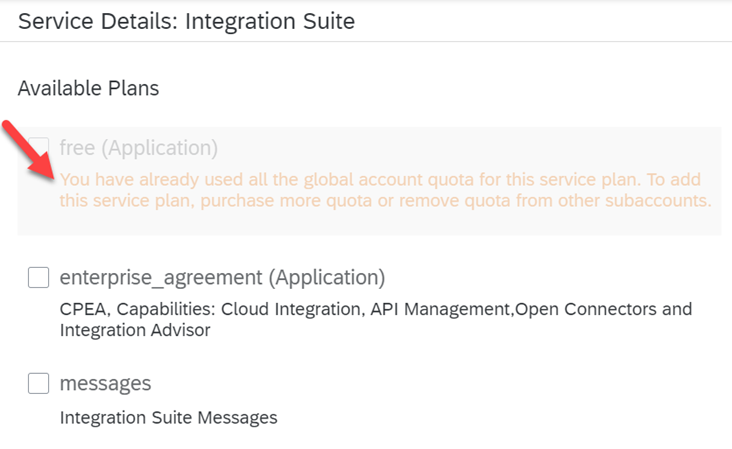 Service Details: Integration Suite
Available Plans
free (Application)
You have already used all the global account quota for this service plan. To add
this service plan, purchase more quota or remove quota from other subaccounts.
enterprise_agreement (Application)
CPEA, Capabilities: Cloud Integration, API Management,Open Connectors and
Integration Advisor
messages
Integration Suite Messages